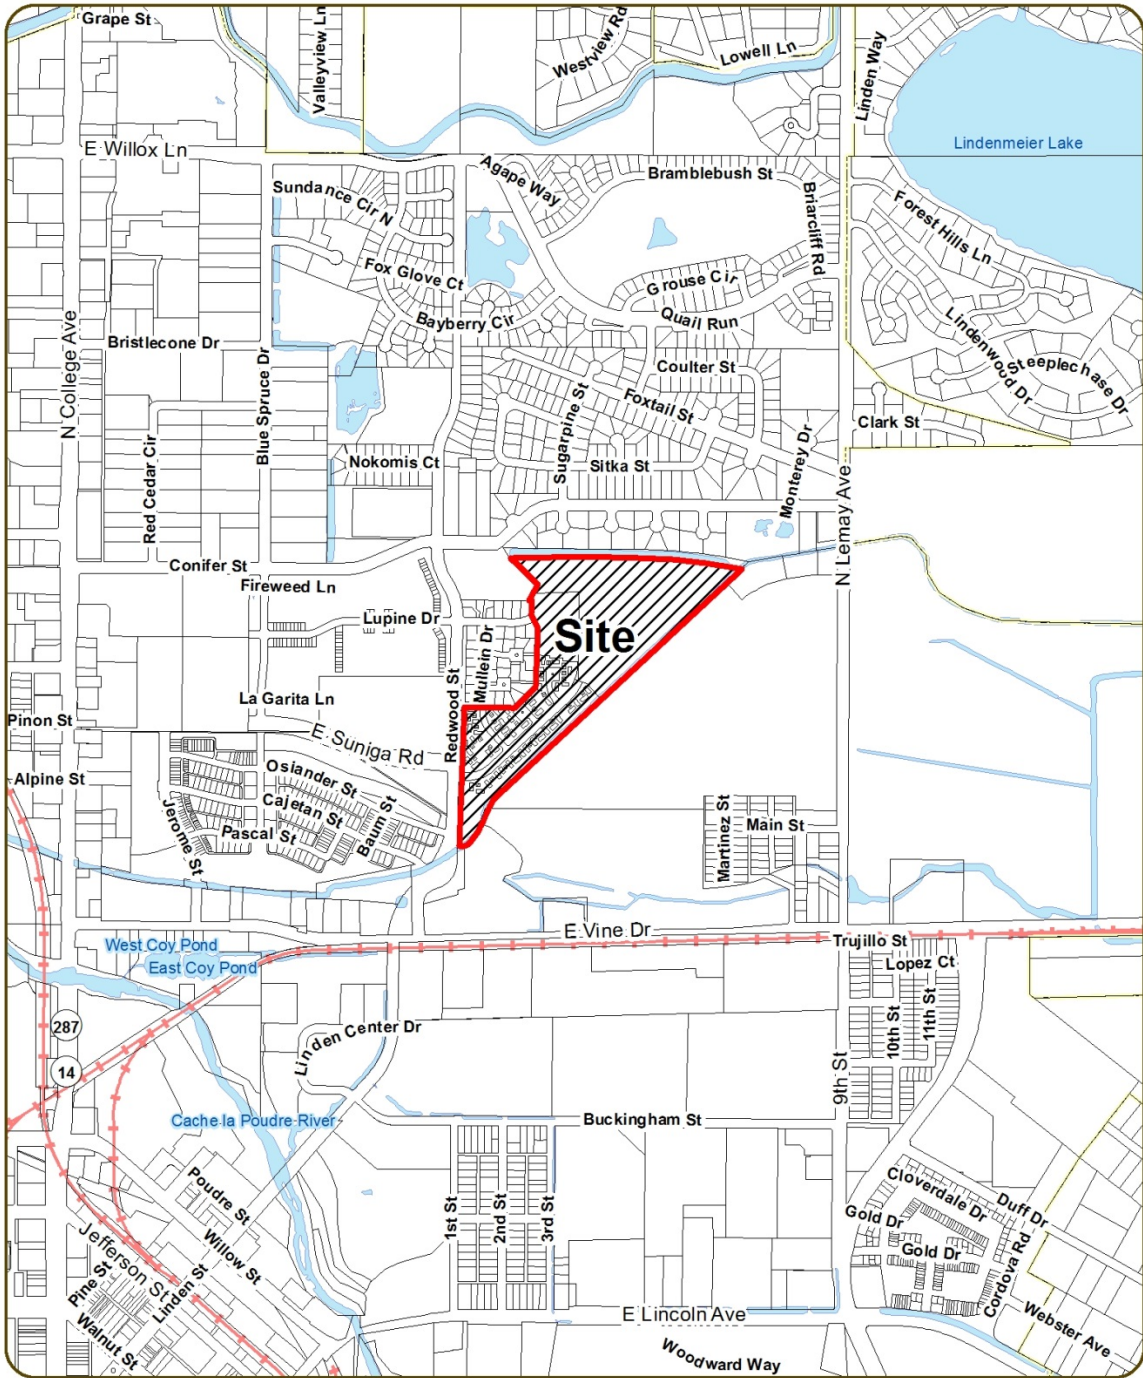 Grape St
Valleyview Ln
Westview Rd
Lowell Ln
Linden Way
Lindenmeier Lake
E Willox Ln
Agape Way
Bramblebush St
Sundance Cir N
Briarcliff Rd
Forest Hills Ln
Fox Glove Ct
Grouse Cir
Quail Run
Bayberry Cir
Lindenwood Dr
Steeplechase Dr
N College Ave
Bristlecone Dr
Blue Spruce Dr
Coulter St
Foxtail St
Sugarpine St
Clark St
Red Cedar Cir
Nokomis Ct
Sitka St
Monterey Dr
N Lemay Ave
Conifer St
Fireweed Ln
Lupine Dr
Mullein Dr
Site
Redwood St
La Garita Ln
Pinon St
E Suniga Rd
Alpine St
Osiander St
Cajetan St
Baum St
Jerome St
Pascal St
Martinez St
Main St
E Vine Dr
West Coy Pond
East Coy Pond
Trujillo St
Lopez Ct
287
Linden Center Dr
10th St
11th St
14
9th St
Cache la Poudre River
Buckingham St
Poudre St
1st St
2nd St
3rd St
Cloverdale Dr
Duff Dr
Gold Dr
Gold Dr
Cordova Rd
Willow St
Jefferson St
Pine St
Linden St
Walnut St
E Lincoln Ave
Webster Ave
Woodward Way